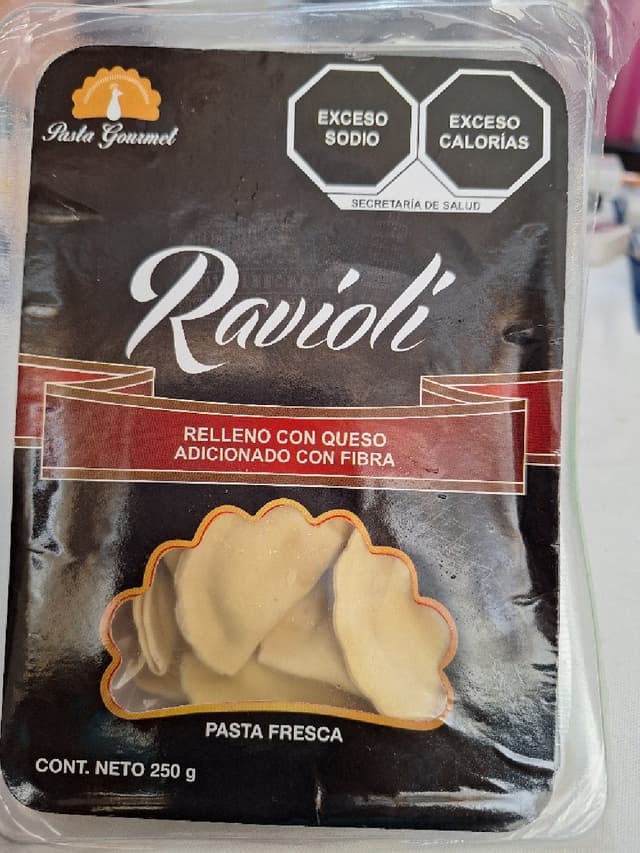 Pasta Gourmet
EXCESO
SODIO
EXCESO
CALORÍAS
SECRETARÍA DE SALUD
Ravioli
RELLENO CON QUESO
ADICIONADO CON FIBRA
PASTA FRESCA
CONT. NETO 250 g